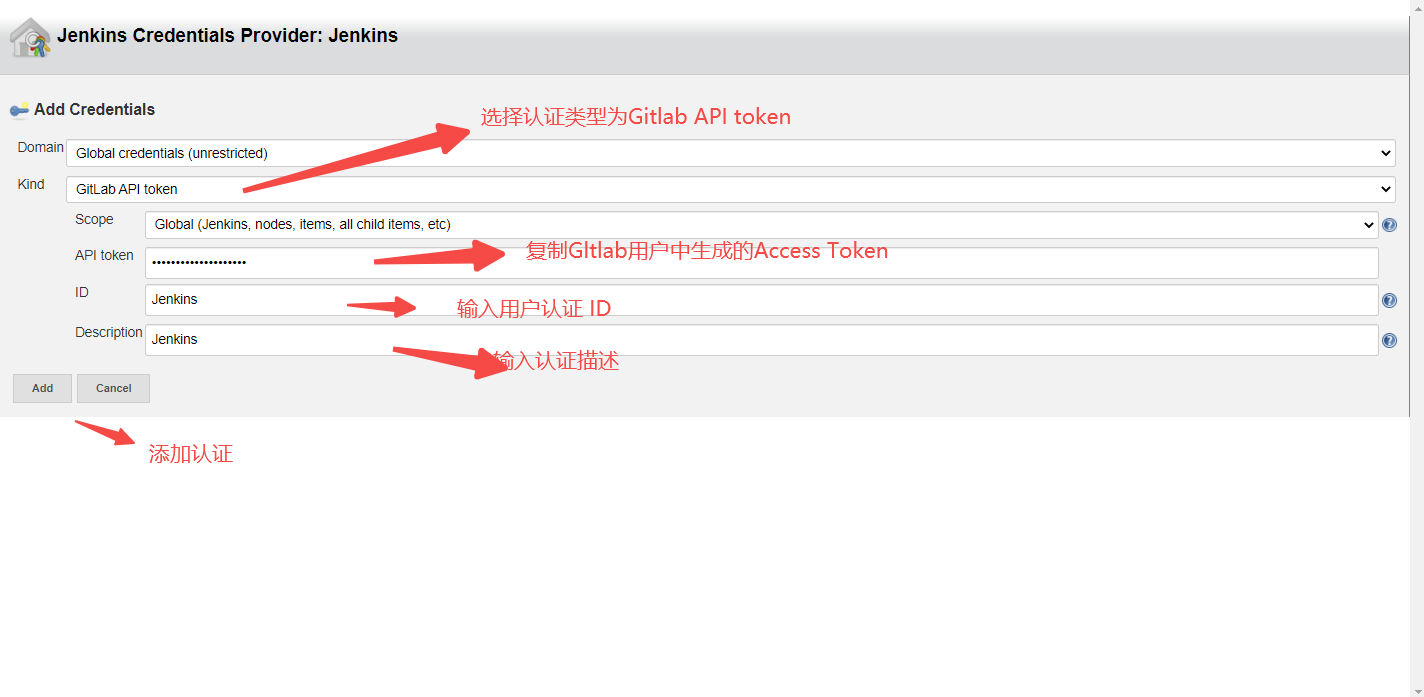 Jenkins Credentials Provider: Jenkins
Add Credentials
选择认证类型为Gitlab API token
Domain Global credentials (unrestricted)
Kind GitLab API token
Scope Global (Jenkins, nodes, items, all child items, etc)
API token ••••••••••••••••••••
复制GItlab用户中生成的Access Token
ID Jenkins
输入用户认证 ID
Description Jenkins
输入认证描述
Add Cancel
添加认证